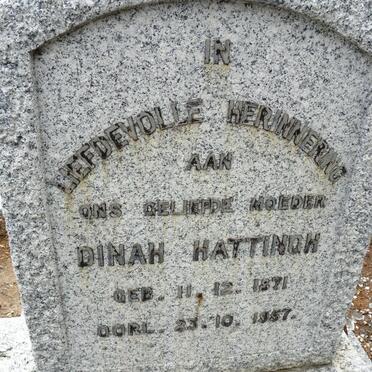 IN
LIEFDEVOLLE HERINNERING
AAN
ONS GELIEFDE MOEDER
DINAH HATTINGH
GEB. 11. 12. 1871
OORL. 23. 10. 1957.